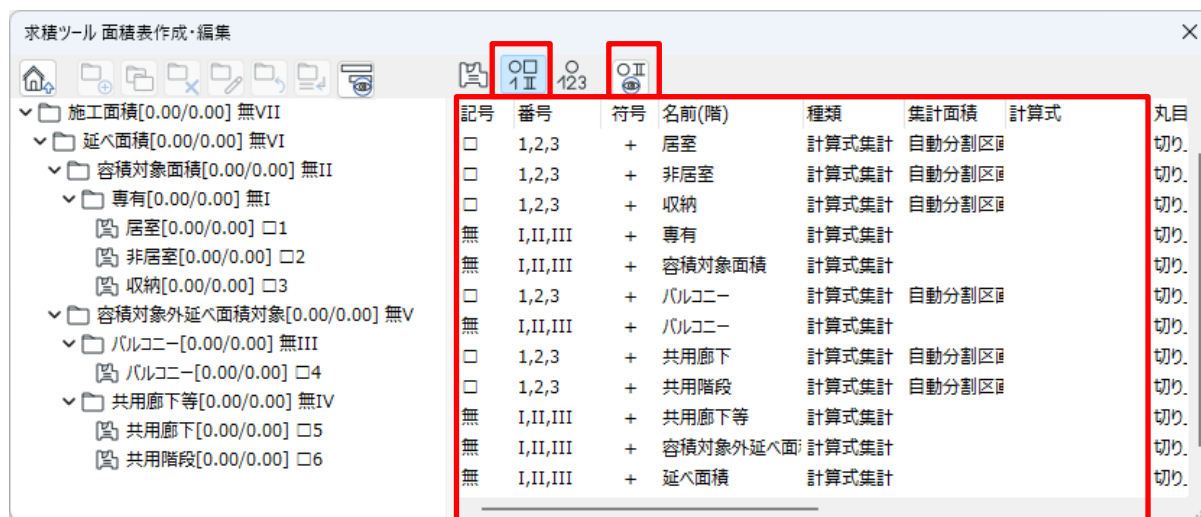 求積ツール 面積表作成・編集
○□
1 II
○
123
○II
施工面積[0.00/0.00] 無VII
延べ面積[0.00/0.00] 無VI
容積対象面積[0.00/0.00] 無II
専有[0.00/0.00] 無I
居室[0.00/0.00] □1
非居室[0.00/0.00] □2
収納[0.00/0.00] □3
容積対象外延べ面積対象[0.00/0.00] 無V
バルコニー[0.00/0.00] 無III
バルコニー[0.00/0.00] □4
共用廊下等[0.00/0.00] 無IV
共用廊下[0.00/0.00] □5
共用階段[0.00/0.00] □6
記号 番号 符号 名前(階) 種類 集計面積 計算式 丸目
□ 1,2,3 + 居室 計算式集計 自動分割区画 切り_
□ 1,2,3 + 非居室 計算式集計 自動分割区画 切り_
□ 1,2,3 + 収納 計算式集計 自動分割区画 切り_
無 I,II,III + 専有 計算式集計 切り_
無 I,II,III + 容積対象面積 計算式集計 切り_
□ 1,2,3 + バルコニー 計算式集計 自動分割区画 切り_
無 I,II,III + バルコニー 計算式集計 切り_
□ 1,2,3 + 共用廊下 計算式集計 自動分割区画 切り_
□ 1,2,3 + 共用階段 計算式集計 自動分割区画 切り_
無 I,II,III + 共用廊下等 計算式集計 切り_
無 I,II,III + 容積対象外延べ面 計算式集計 切り_
無 I,II,III + 延べ面積 計算式集計 切り_